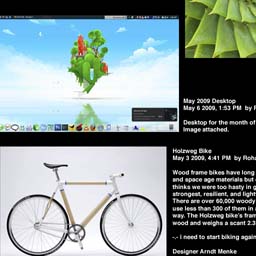 May 2009 Desktop
May 6 2009, 1:53 PM by R
Desktop for the month of
Image attached.
Holzweg Bike
May 3 2009, 4:41 PM by Roha
Wood frame bikes have long
and space age materials but
thinks we were too hasty in g
strongest, resilient, and light
There are over 60,000 woody
use less than 300 of them in
way. The Holzweg bike's fram
wood and weighs a scant 2.3
-.- i need to start biking again
Designer Arndt Menke